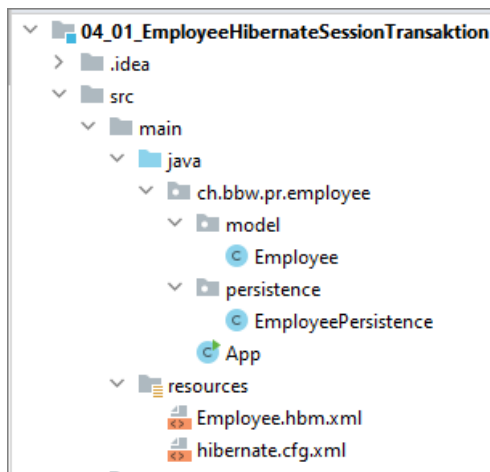 04_01_EmployeeHibernateSessionTransaktion
.idea
src
main
java
ch.bbw.pr.employee
model
C Employee
persistence
C EmployeePersistence
C App
resources
<> Employee.hbm.xml
<> hibernate.cfg.xml